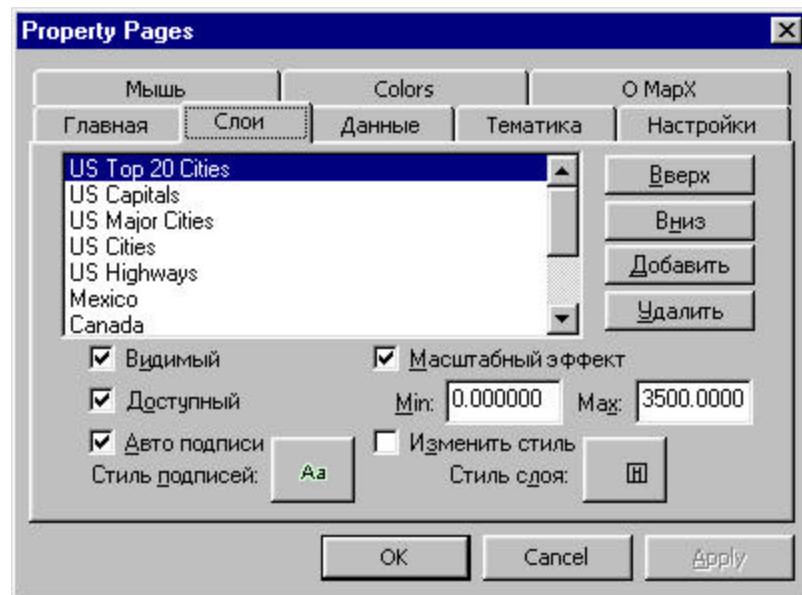 Property Pages
Мышь Colors О MapX
Главная Слои Данные Тематика Настройки
US Top 20 Cities Вверх
US Capitals
US Major Cities Вниз
US Cities
US Highways Добавить
Mexico
Canada Удалить
Видимый Масштабный эффект
Доступный Min: 0.000000 Max: 3500.0000
Авто подписи Изменить стиль
Стиль подписей: Aa Стиль слоя: H
OK Cancel Apply